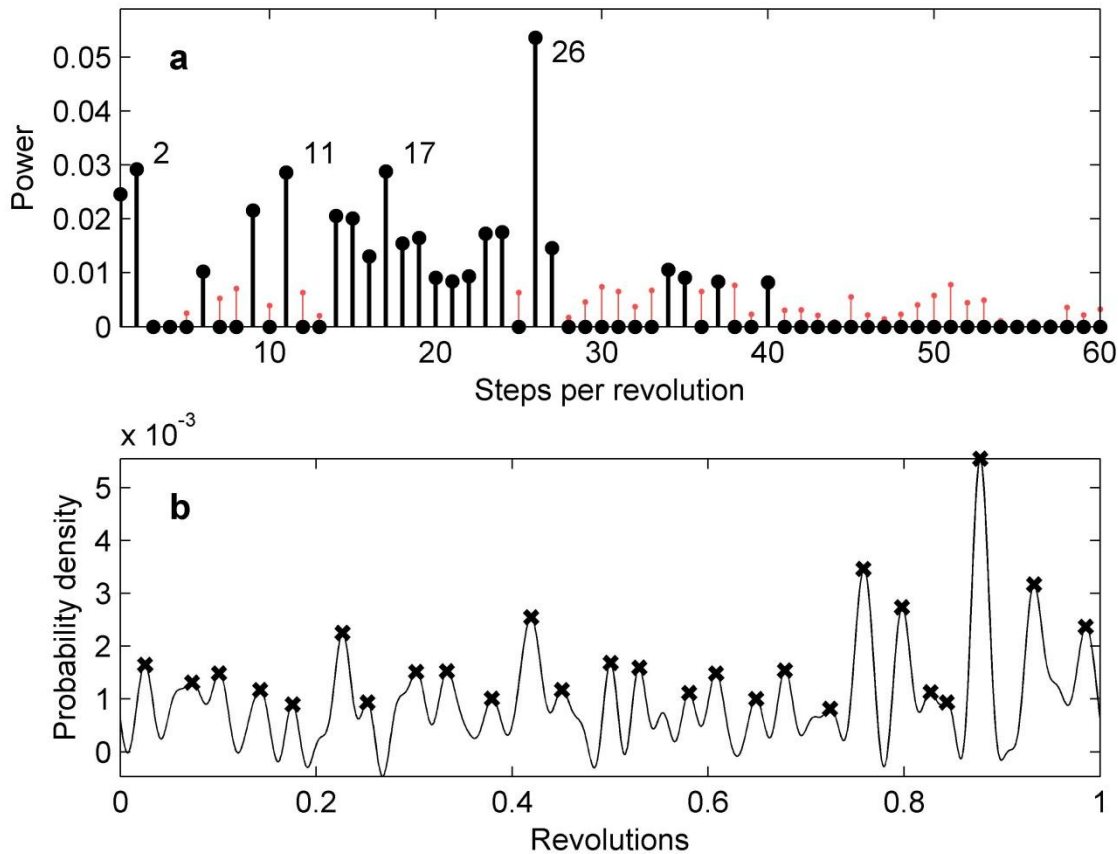 a
0.05
0.04
0.03
0.02
0.01
0
Power
2
11
17
26
10 20 30 40 50 60
Steps per revolution
x 10-3
b
5
4
3
2
1
0
Probability density
0 0.2 0.4 0.6 0.8 1
Revolutions